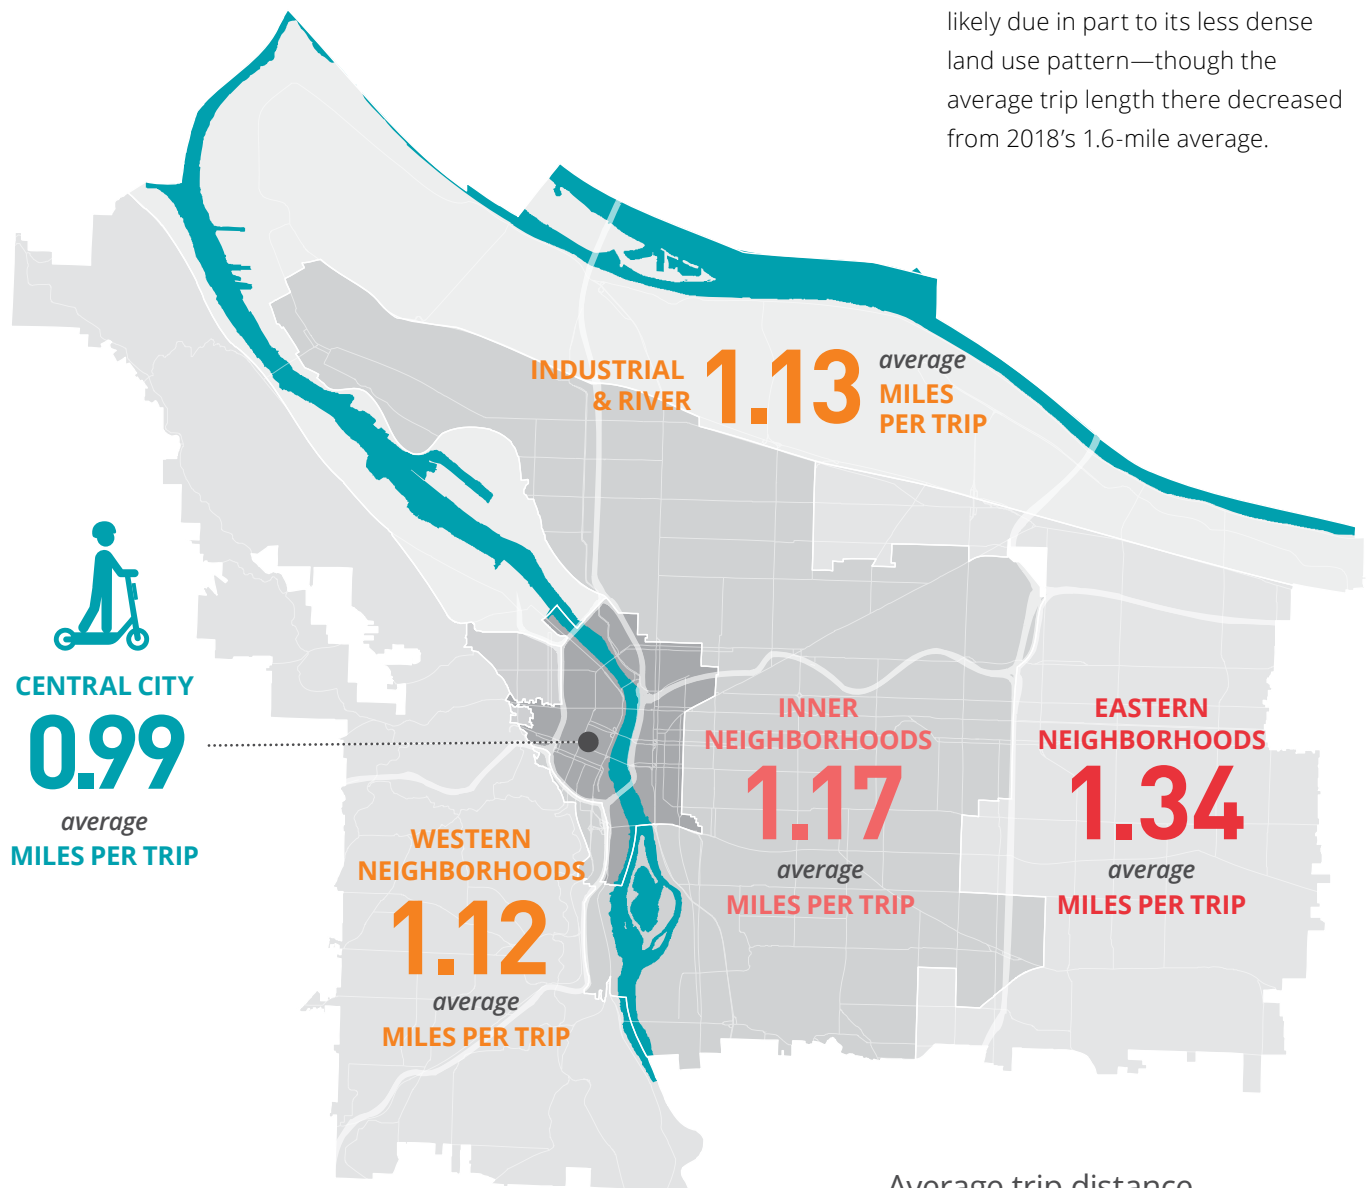 likely due in part to its less dense
land use pattern—though the
average trip length there decreased
from 2018's 1.6-mile average.
INDUSTRIAL
& RIVER
1.13
average
MILES
PER TRIP
CENTRAL CITY
0.99
average
MILES PER TRIP
WESTERN
NEIGHBORHOODS
1.12
average
MILES PER TRIP
INNER
NEIGHBORHOODS
1.17
average
MILES PER TRIP
EASTERN
NEIGHBORHOODS
1.34
average
MILES PER TRIP
Average trip distance